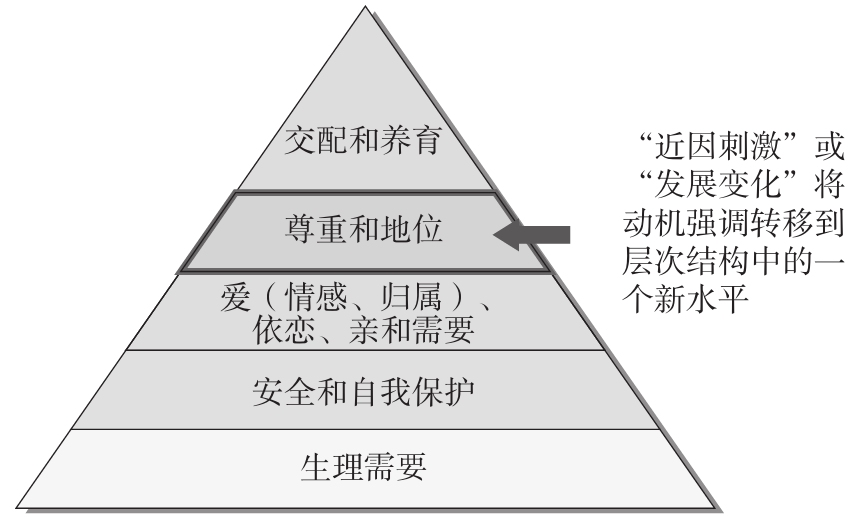 交配和养育
尊重和地位
爱（情感、归属）、
依恋、亲和需要
安全和自我保护
生理需要
“近因刺激”或
“发展变化”将
动机强调转移到
层次结构中的一
个新水平